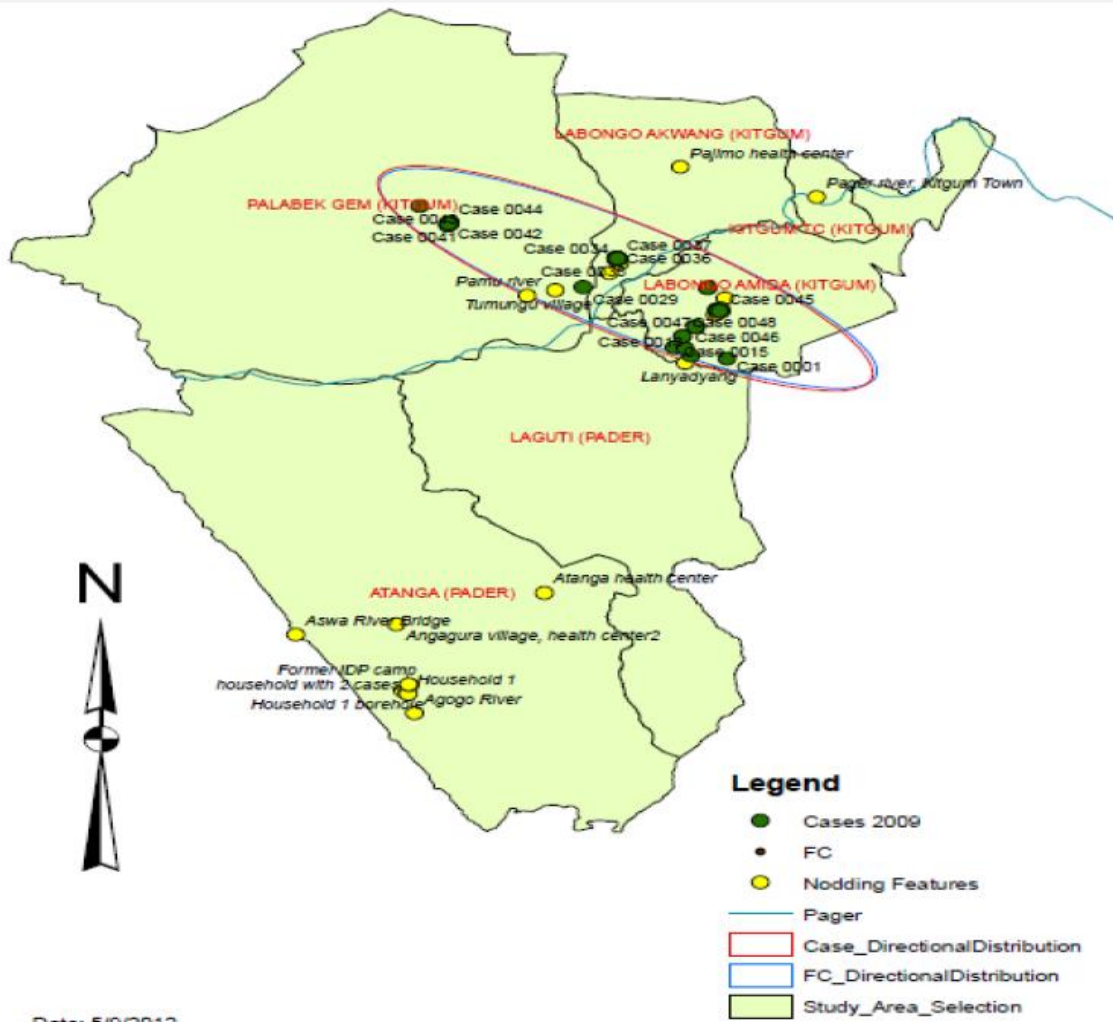 LABONGO AKWANG (KITGUM)
Pajimo health center
Pager river, Kitgum Town
PALABEK GEM (KITGUM)
Case 0044
Case 0041
Case 0042
KITGUM TC (KITGUM)
Case 0034
Case 0036
Pamu river
Tumungu village
Case 0029
LABONGO AMIDA (KITGUM)
Case 0045
Case 0047
Case 0048
Case 0046
Case 0015
Case 0001
Lanyadyang
LAGUTI (PADER)
N
ATANGA (PADER)
Atanga health center
Aswa River Bridge
Angagura village, health center2
Former IDP camp
Household 1
household with 2 cases
Household 1 borehole
Agogo River
Legend
Cases 2009
FC
Nodding Features
Pager
Case_DirectionalDistribution
FC_DirectionalDistribution
Study_Area_Selection